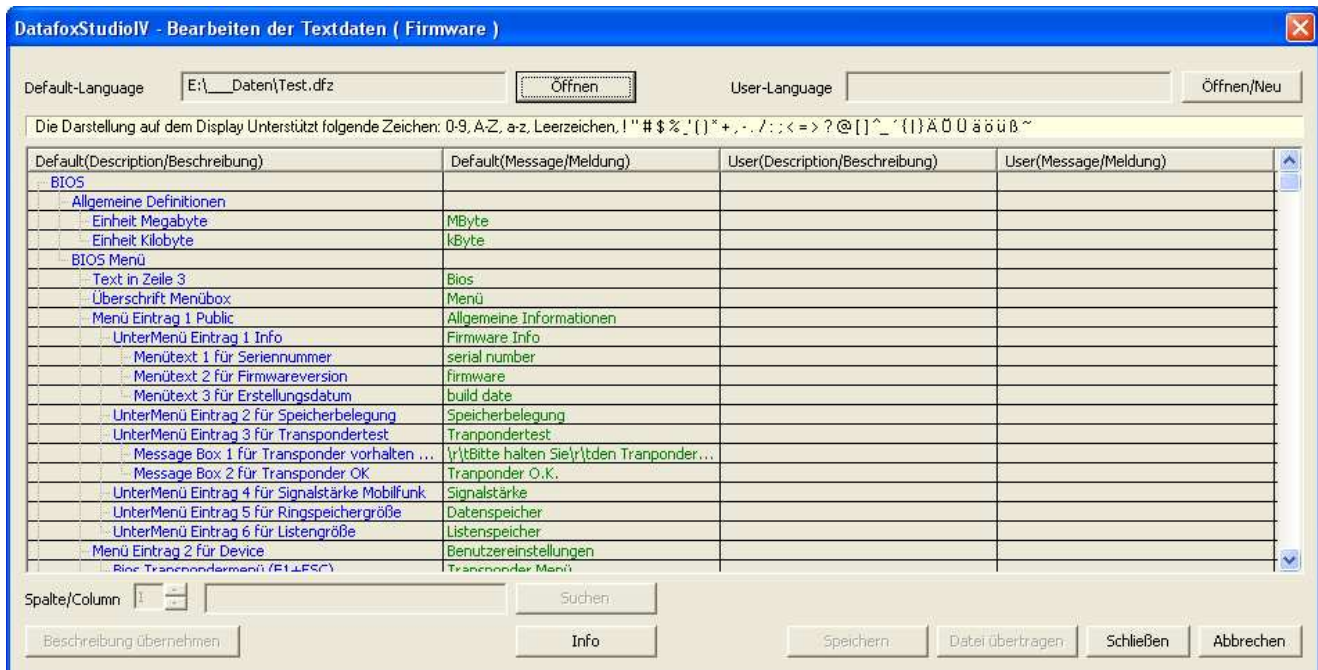 DatafoxStudioIV - Bearbeiten der Textdaten ( Firmware )
Default-Language E:\___Daten\Test.dfz Öffnen User-Language Öffnen/Neu
Die Darstellung auf dem Display Unterstützt folgende Zeichen: 0-9, A-Z, a-z, Leerzeichen, ! " # $ % ,'( ) * + , - . / : ; < = > ? @ [ ] ^ _ ´ { | } Ä Ö Ü ä ö ü ß ~
Default(Description/Beschreibung) Default(Message/Meldung) User(Description/Beschreibung) User(Message/Meldung)
BIOS
Allgemeine Definitionen
Einheit Megabyte MByte
Einheit Kilobyte kByte
BIOS Menü
Text in Zeile 3 Bios
Überschrift Menübox Menü
Menü Eintrag 1 Public Allgemeine Informationen
UnterMenü Eintrag 1 Info Firmware Info
Menütext 1 für Seriennummer serial number
Menütext 2 für Firmwareversion firmware
Menütext 3 für Erstellungsdatum build date
UnterMenü Eintrag 2 für Speicherbelegung Speicherbelegung
UnterMenü Eintrag 3 für Transpondertest Tranpondertest
Message Box 1 für Transponder vorhalten ... \r\tBitte halten Sie\r\tden Tranponder...
Message Box 2 für Transponder OK Tranponder O.K.
UnterMenü Eintrag 4 für Signalstärke Mobilfunk Signalstärke
UnterMenü Eintrag 5 für Ringspeichergröße Datenspeicher
UnterMenü Eintrag 6 für Listengröße Listenspeicher
Menü Eintrag 2 für Device Benutzereinstellungen
Bios Transpondermenü (F1+ESC) Transponder Menü
Spalte/Column 1 Suchen
Beschreibung übernehmen Info Speichern Datei übertragen Schließen Abbrechen